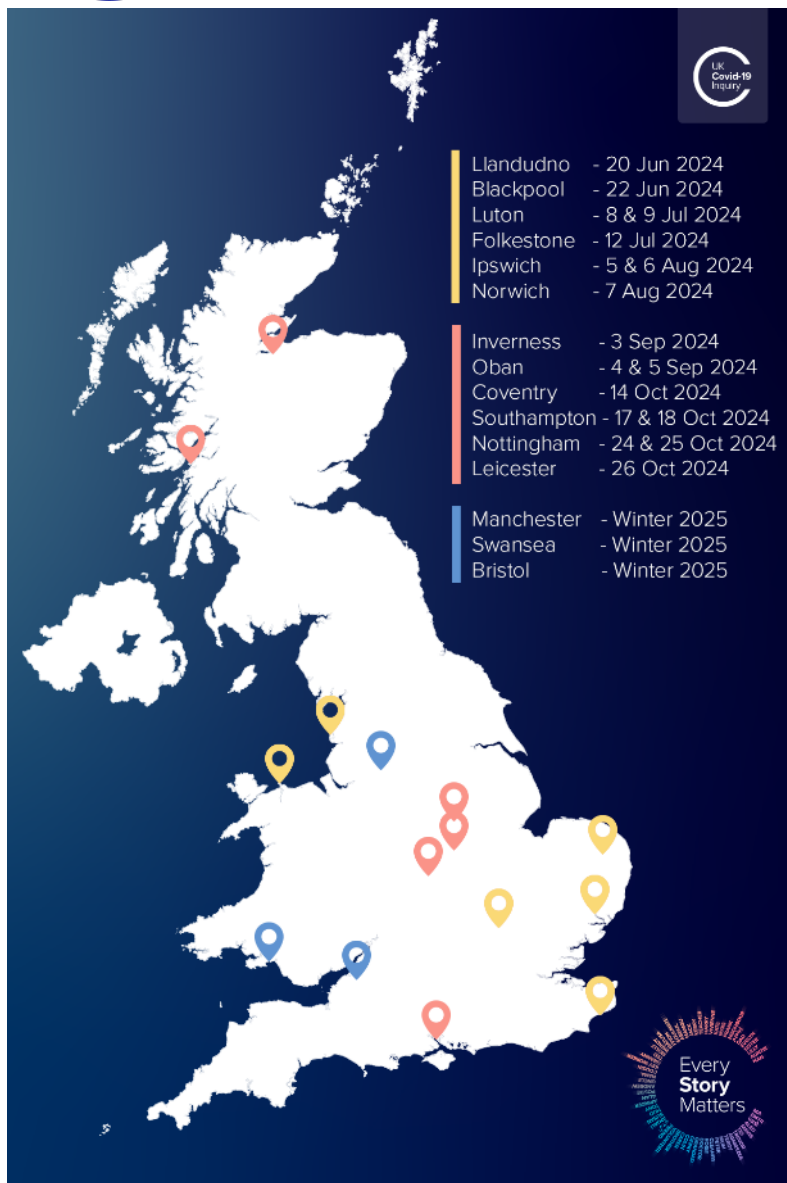 UK
Covid-19
Inquiry
Llandudno - 20 Jun 2024
Blackpool - 22 Jun 2024
Luton - 8 & 9 Jul 2024
Folkestone - 12 Jul 2024
Ipswich - 5 & 6 Aug 2024
Norwich - 7 Aug 2024
Inverness - 3 Sep 2024
Oban - 4 & 5 Sep 2024
Coventry - 14 Oct 2024
Southampton - 17 & 18 Oct 2024
Nottingham - 24 & 25 Oct 2024
Leicester - 26 Oct 2024
Manchester - Winter 2025
Swansea - Winter 2025
Bristol - Winter 2025
Every
Story
Matters